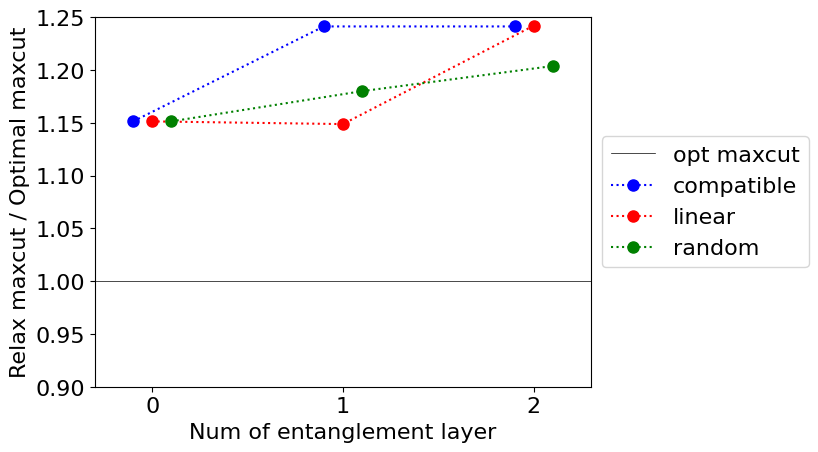 Relax maxcut / Optimal maxcut
1.25
1.20
1.15
1.10
1.05
1.00
0.95
0.90
0
1
2
Num of entanglement layer
opt maxcut
compatible
linear
random